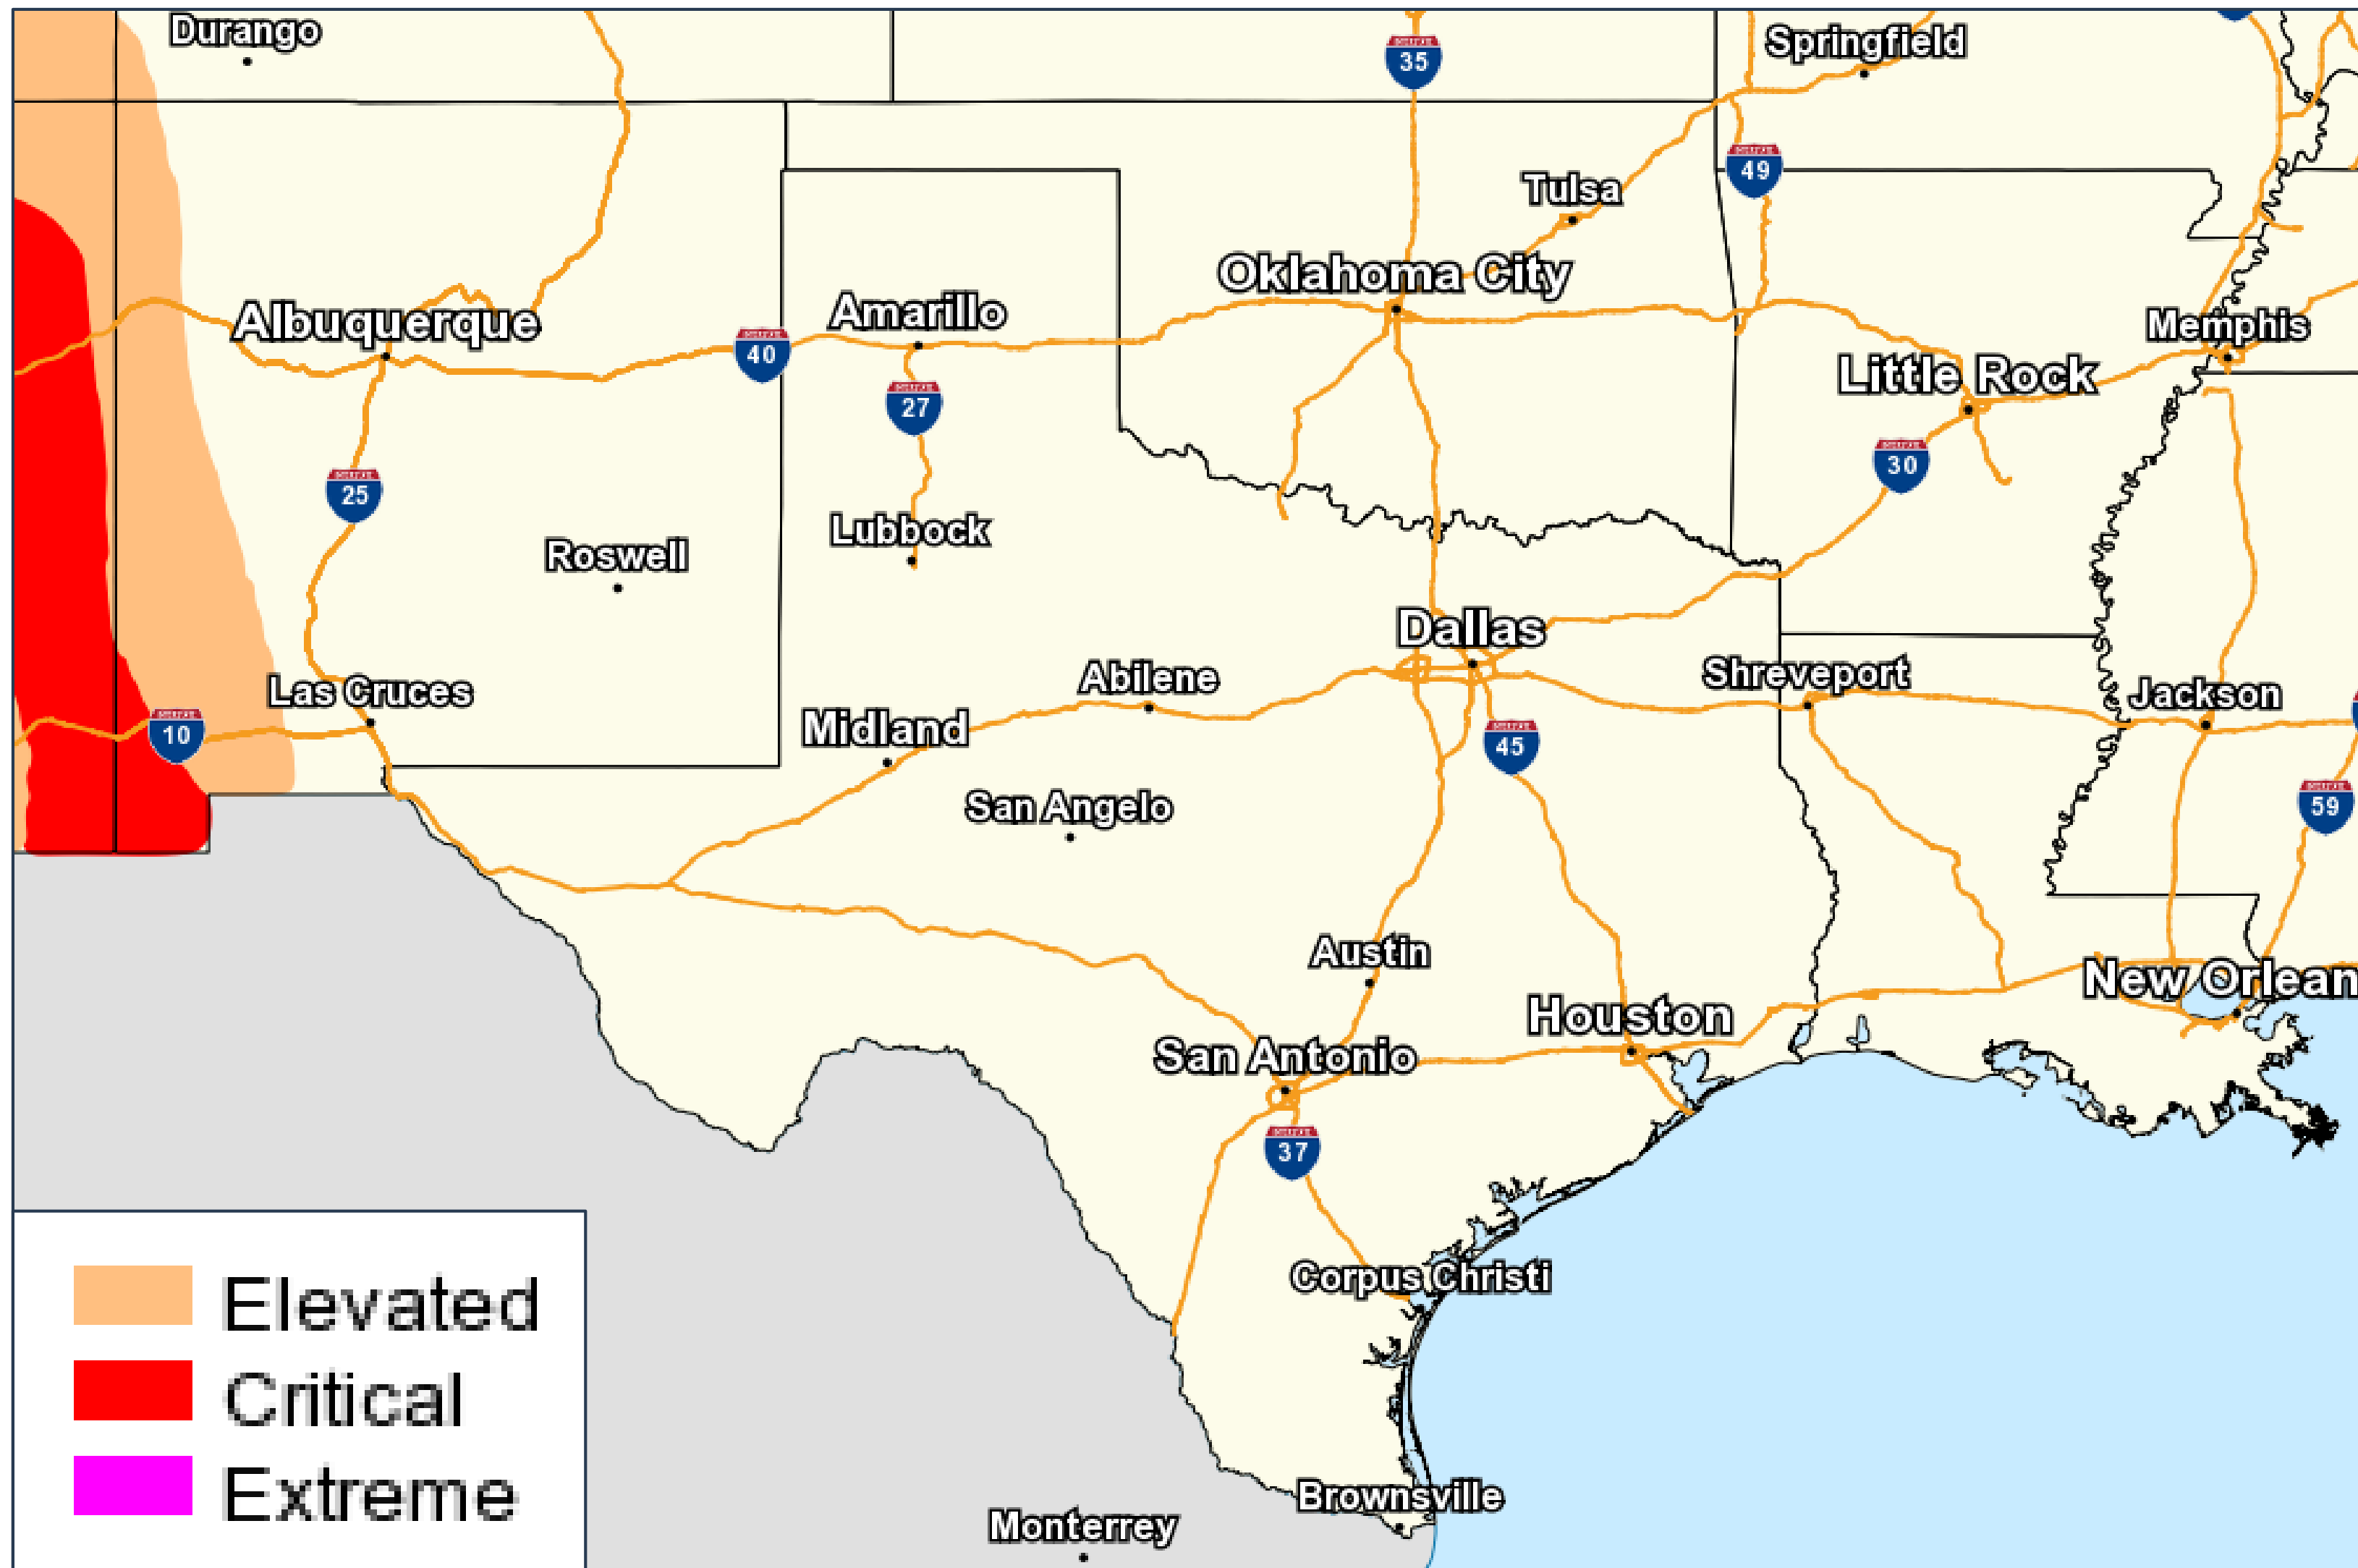 Durango
35
Springfield
49
Tulsa
Oklahoma City
Albuquerque
Amarillo
40
Memphis
Little Rock
27
30
25
Lubbock
Roswell
Dallas
Abilene
Shreveport
Las Cruces
Jackson
Midland
10
45
San Angelo
59
Austin
New Orlean
Houston
San Antonio
37
Corpus Christi
Elevated
Critical
Extreme
Brownsville
Monterrey